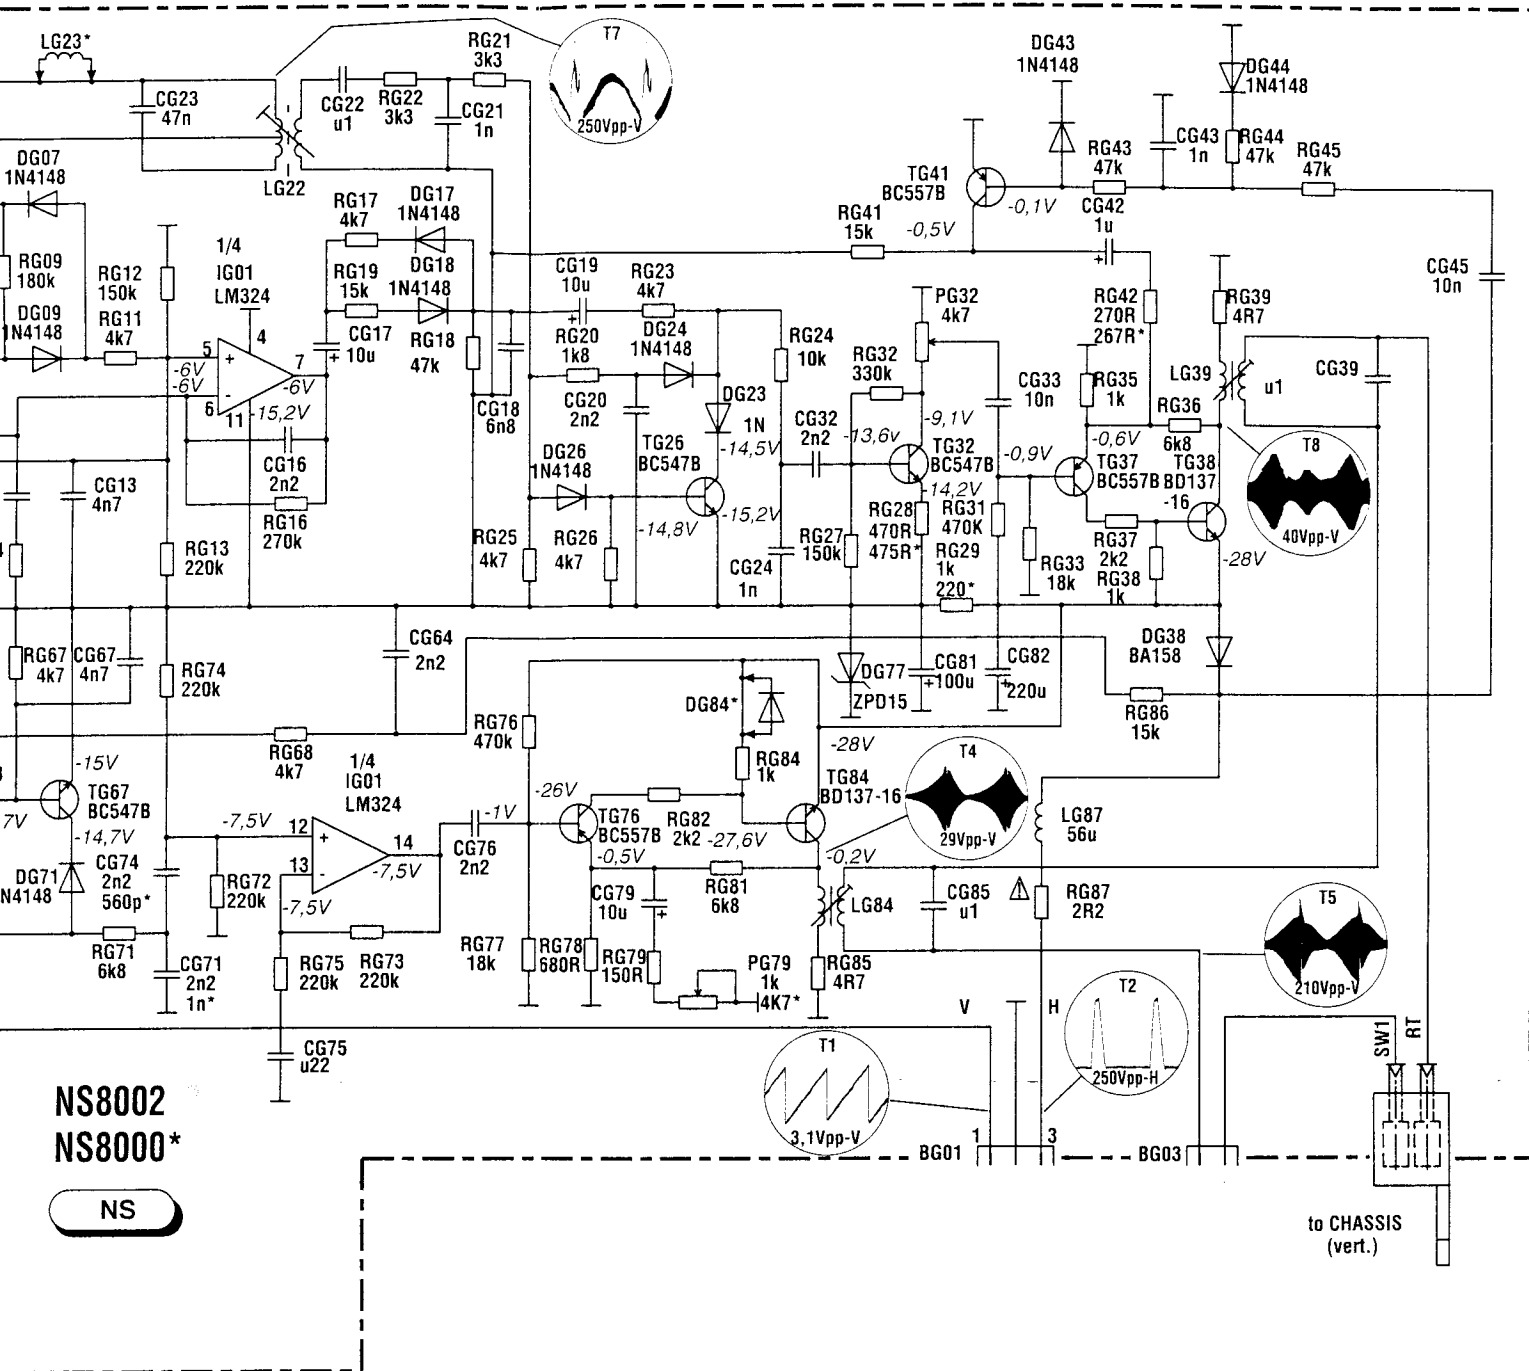 LG23*
CG23
47n
CG22
u1
RG22
3k3
CG21
1n
RG21
3k3
LG22
T7
250Vpp-V
DG43
1N4148
DG44
1N4148
CG43
1n
RG44
47k
RG43
47k
RG45
47k
TG41
BC557B
-0,1V
-0,5V
RG41
15k
CG42
1u
+
CG45
10n
DG07
1N4148
RG09
180k
DG09
1N4148
RG12
150k
RG11
4k7
1/4
IG01
LM324
4
5
+
-6V
-6V
-
6
7
-6V
11
-15,2V
CG16
2n2
RG16
270k
RG17
4k7
DG17
1N4148
RG19
15k
DG18
1N4148
CG17
10u
+
RG18
47k
CG18
6n8
CG19
10u
+
RG23
4k7
RG20
1k8
DG24
1N4148
CG20
2n2
DG23
1N
-14,5V
TG26
BC547B
DG26
1N4148
-14,8V
-15,2V
RG25
4k7
RG26
4k7
RG24
10k
CG24
1n
CG32
2n2
RG32
330k
-13,6v
PG32
4k7
-9,1V
TG32
BC547B
-14,2V
RG27
150k
RG28
470R
475R*
RG31
470K
RG29
1k
220*
CG33
10n
-0,9V
RG33
18k
RG42
270R
267R*
RG35
1k
RG36
6k8
-0,6V
TG37
BC557B
TG38
BD137
-16
RG37
2k2
RG38
1k
-28V
RG39
4R7
LG39
u1
CG39
T8
40Vpp-V
CG13
4n7
RG13
220k
RG67
4k7
CG67
4n7
RG74
220k
CG64
2n2
RG68
4k7
-15V
TG67
BC547B
7V
-14,7V
DG71
N4148
CG74
2n2
560p*
RG71
6k8
CG71
2n2
1n*
-7,5V
RG72
220k
1/4
IG01
LM324
12
+
13
-
14
-7,5V
-7,5V
RG75
220k
RG73
220k
CG75
u22
-1V
CG76
2n2
RG76
470k
-26V
TG76
BC557B
-0,5V
RG82
2k2
-27,6V
RG77
18k
RG78
680R
CG79
10u
+
RG79
150R
RG81
6k8
PG79
1k
4K7*
DG84*
RG84
1k
-28V
TG84
BD137-16
-0,2V
LG84
RG85
4R7
CG85
u1
T4
29Vpp-V
DG77
ZPD15
CG81
100u
+
CG82
220u
+
DG38
BA158
RG86
15k
LG87
56u
RG87
2R2
T5
210Vpp-V
T1
3,1Vpp-V
T2
250Vpp-H
V
H
1
3
BG01
BG03
SW1
RT
to CHASSIS
(vert.)
NS8002
NS8000*
NS